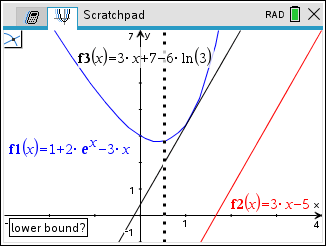 Scratchpad RAD
7 y
f3(x)=3·x+7−6·ln(3)
f1(x)=1+2·e^x−3·x
f2(x)=3·x−5 x
lower bound? -1 1 4